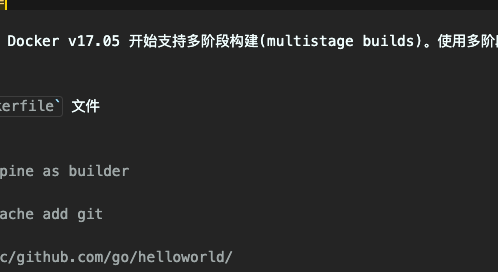 Docker v17.05 开始支持多阶段构建(multistage builds)。使用多阶
kerfile` 文件
pine as builder
ache add git
c/github.com/go/helloworld/